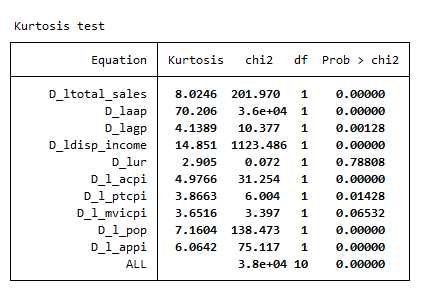 Kurtosis test
Equation Kurtosis chi2 df Prob > chi2
D_ltotal_sales 8.0246 201.970 1 0.00000
D_laap 70.206 3.6e+04 1 0.00000
D_lagp 4.1389 10.377 1 0.00128
D_ldisp_income 14.851 1123.486 1 0.00000
D_lur 2.905 0.072 1 0.78808
D_l_acpi 4.9766 31.254 1 0.00000
D_l_ptcpi 3.8663 6.004 1 0.01428
D_l_mvicpi 3.6516 3.397 1 0.06532
D_l_pop 7.1604 138.473 1 0.00000
D_l_appi 6.0642 75.117 1 0.00000
ALL 3.8e+04 10 0.00000